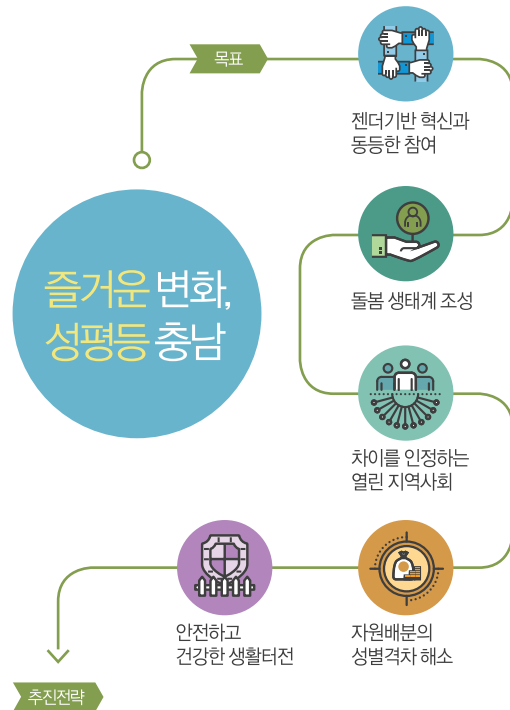 목표
젠더기반 혁신과
동등한 참여
돌봄 생태계 조성
즐거운 변화,
성평등 충남
차이를 인정하는
열린 지역사회
안전하고
건강한 생활터전
자원배분의
성별격차 해소
추진전략